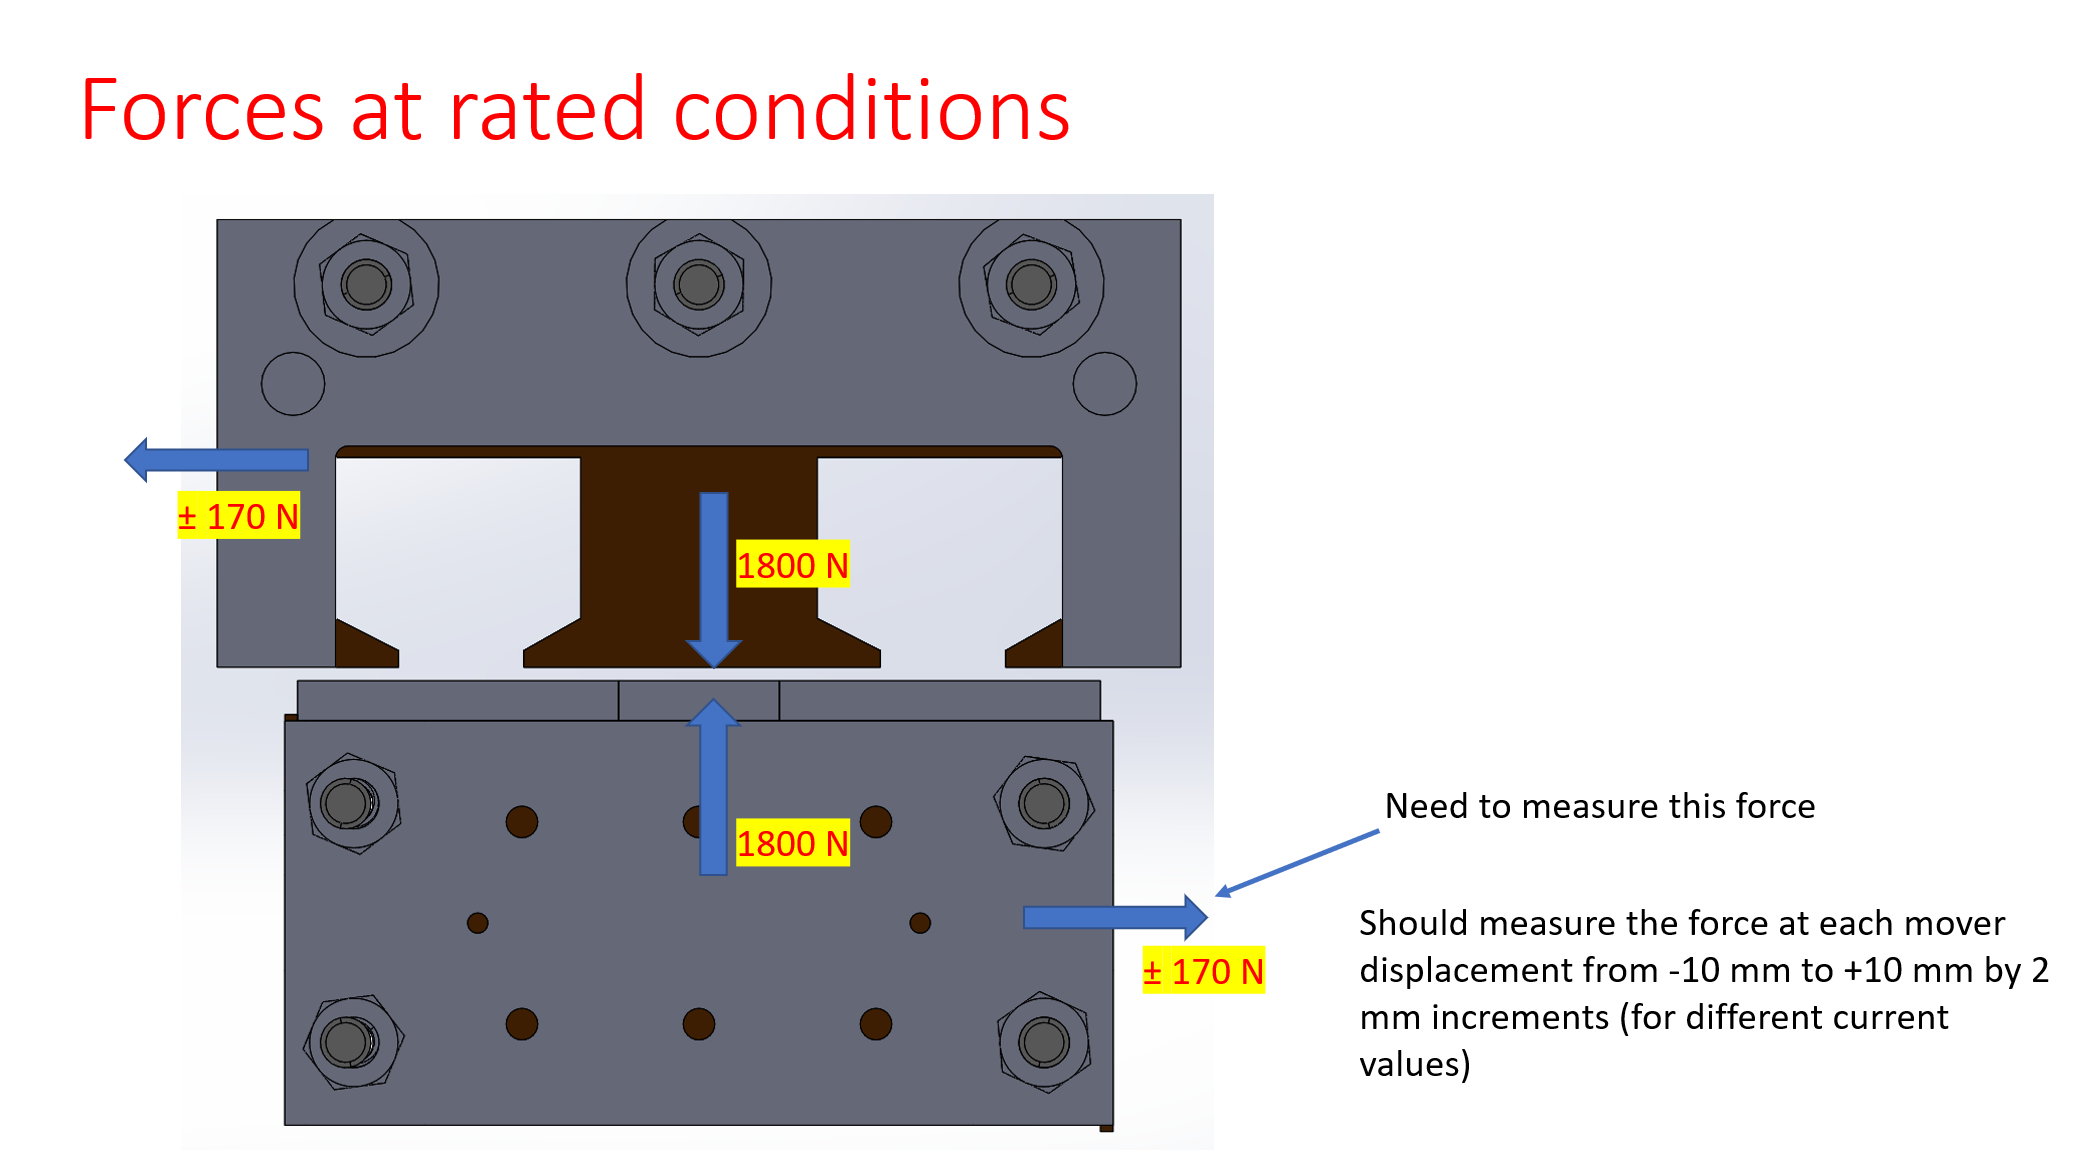 Forces at rated conditions
± 170 N
1800 N
1800 N
Need to measure this force
± 170 N
Should measure the force at each mover
displacement from -10 mm to +10 mm by 2
mm increments (for different current
values)